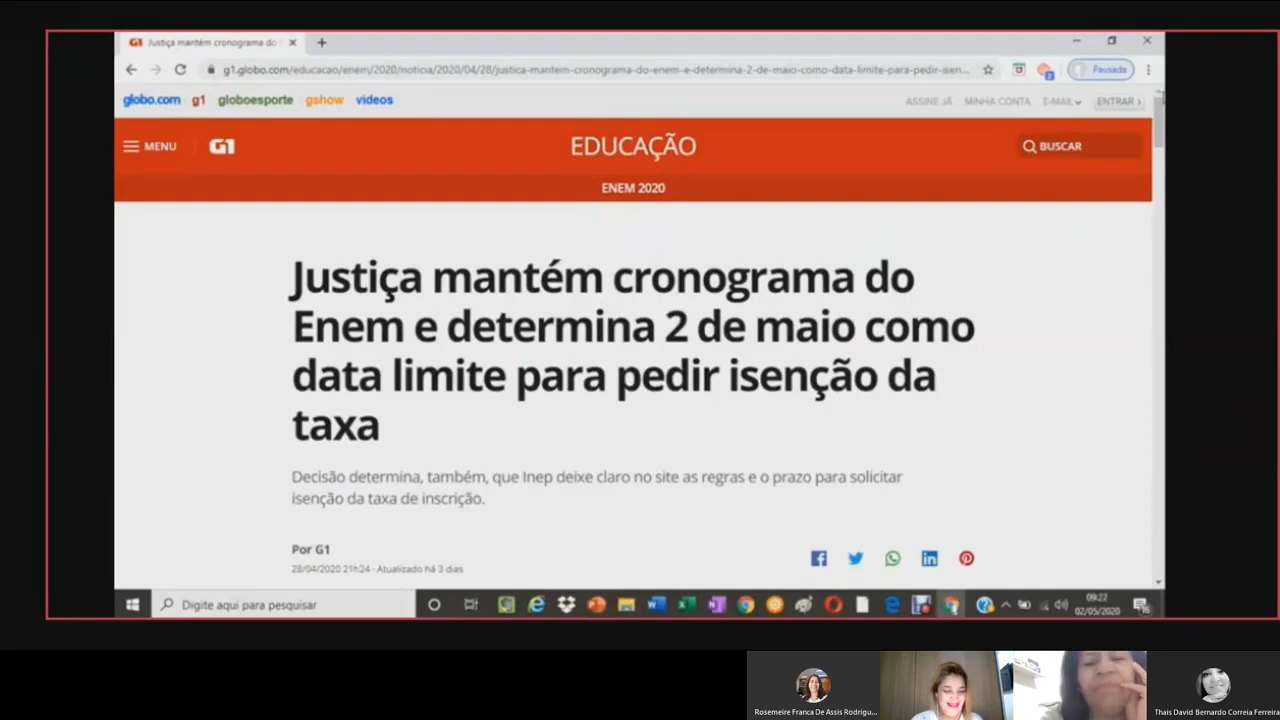 G1 Justiça mantém cronograma do
g1.globo.com/educacao/enem/2020/noticia/2020/04/28/justica-mantem-cronograma-do-enem-e-determina-2-de-maio-como-data-limite-para-pedir-isen...
Pausada
globo.com g1 globoesporte gshow videos
ASSINE JÁ MINHA CONTA E-MAIL ENTRAR ›
MENU G1 EDUCAÇÃO BUSCAR
ENEM 2020
Justiça mantém cronograma do
Enem e determina 2 de maio como
data limite para pedir isenção da
taxa
Decisão determina, também, que Inep deixe claro no site as regras e o prazo para solicitar
isenção da taxa de inscrição.
Por G1
28/04/2020 21h24 - Atualizado há 3 dias
Digite aqui para pesquisar
09:22
02/05/2020
Rosemeire Franca De Assis Rodrigu...
Thais David Bernardo Correia Ferreira